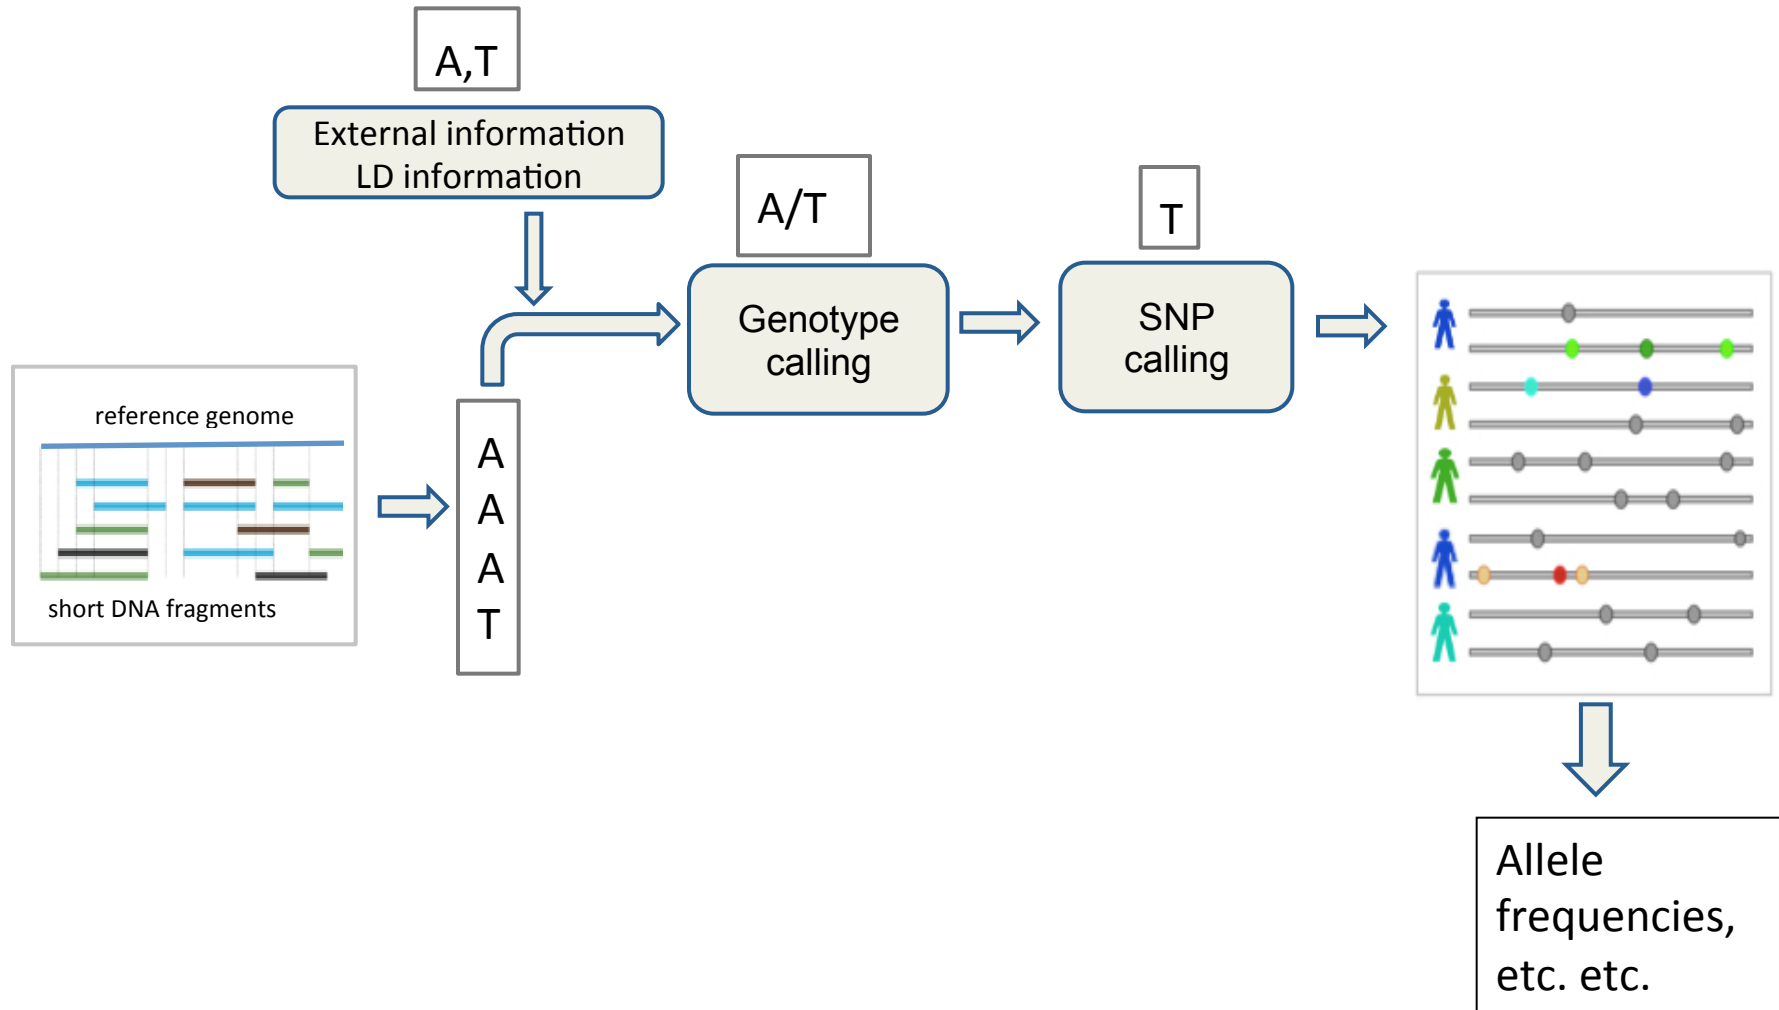 A,T
External information
LD information
A/T
T
Genotype
calling
SNP
calling
reference genome
short DNA fragments
A
A
A
T
Allele
frequencies,
etc. etc.